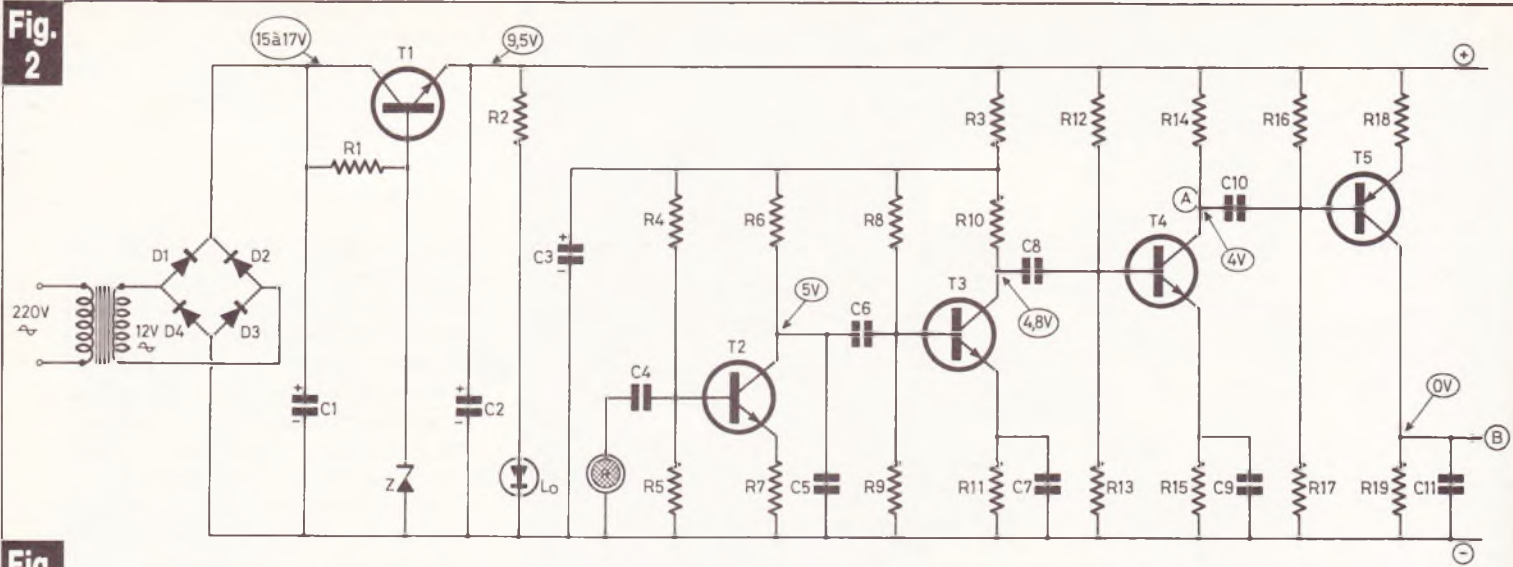 Fig.
2
15à17V
T1
9,5V
+
R1
R2
R3
R12
R14
R16
R18
T5
D1
D2
D4
D3
220V
12V
C1
Z
C2
Lo
C3
R4
R6
R8
R10
5V
C6
T3
C8
4,8V
T4
A
C10
4V
C4
T2
R5
R7
C5
R9
R11
C7
R13
R15
C9
R17
R19
C11
0V
B
+
-
+
-
+
-
−
Fig.